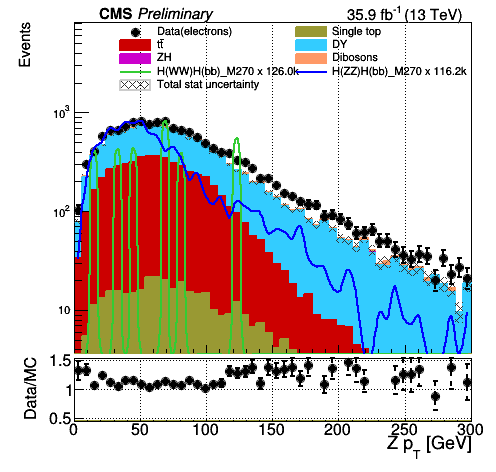 CMS Preliminary 35.9 fb⁻¹ (13 TeV)
Data(electrons) Single top
tt̄ DY
ZH Dibosons
H(WW)H(bb)_M270 x 126.0k H(ZZ)H(bb)_M270 x 116.2k
Total stat uncertainty
Events
10³
10²
10
Data/MC
1.5
1
0.5
0 50 100 150 200 250 300
Z p_T [GeV]